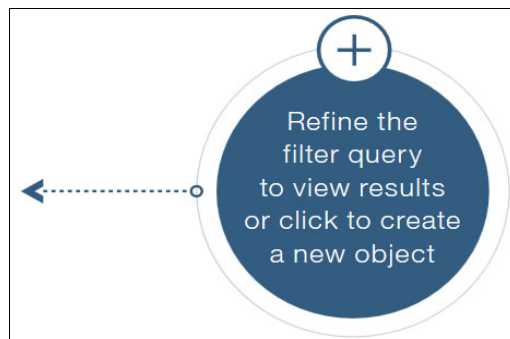 Refine the
filter query
to view results
or click to create
a new object